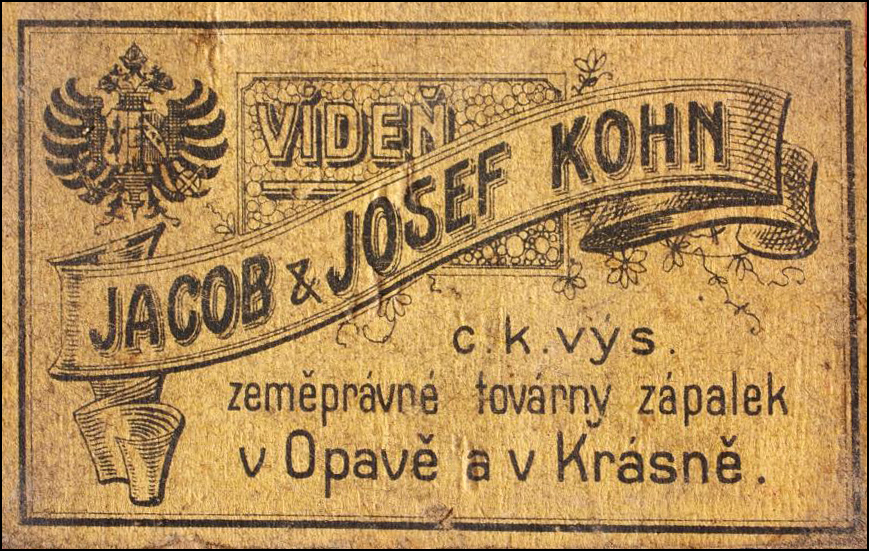 VÍDEŇ
JACOB & JOSEF KOHN
c.k.výs.
zeměprávné továrny zápalek
v Opavě a v Krásně.